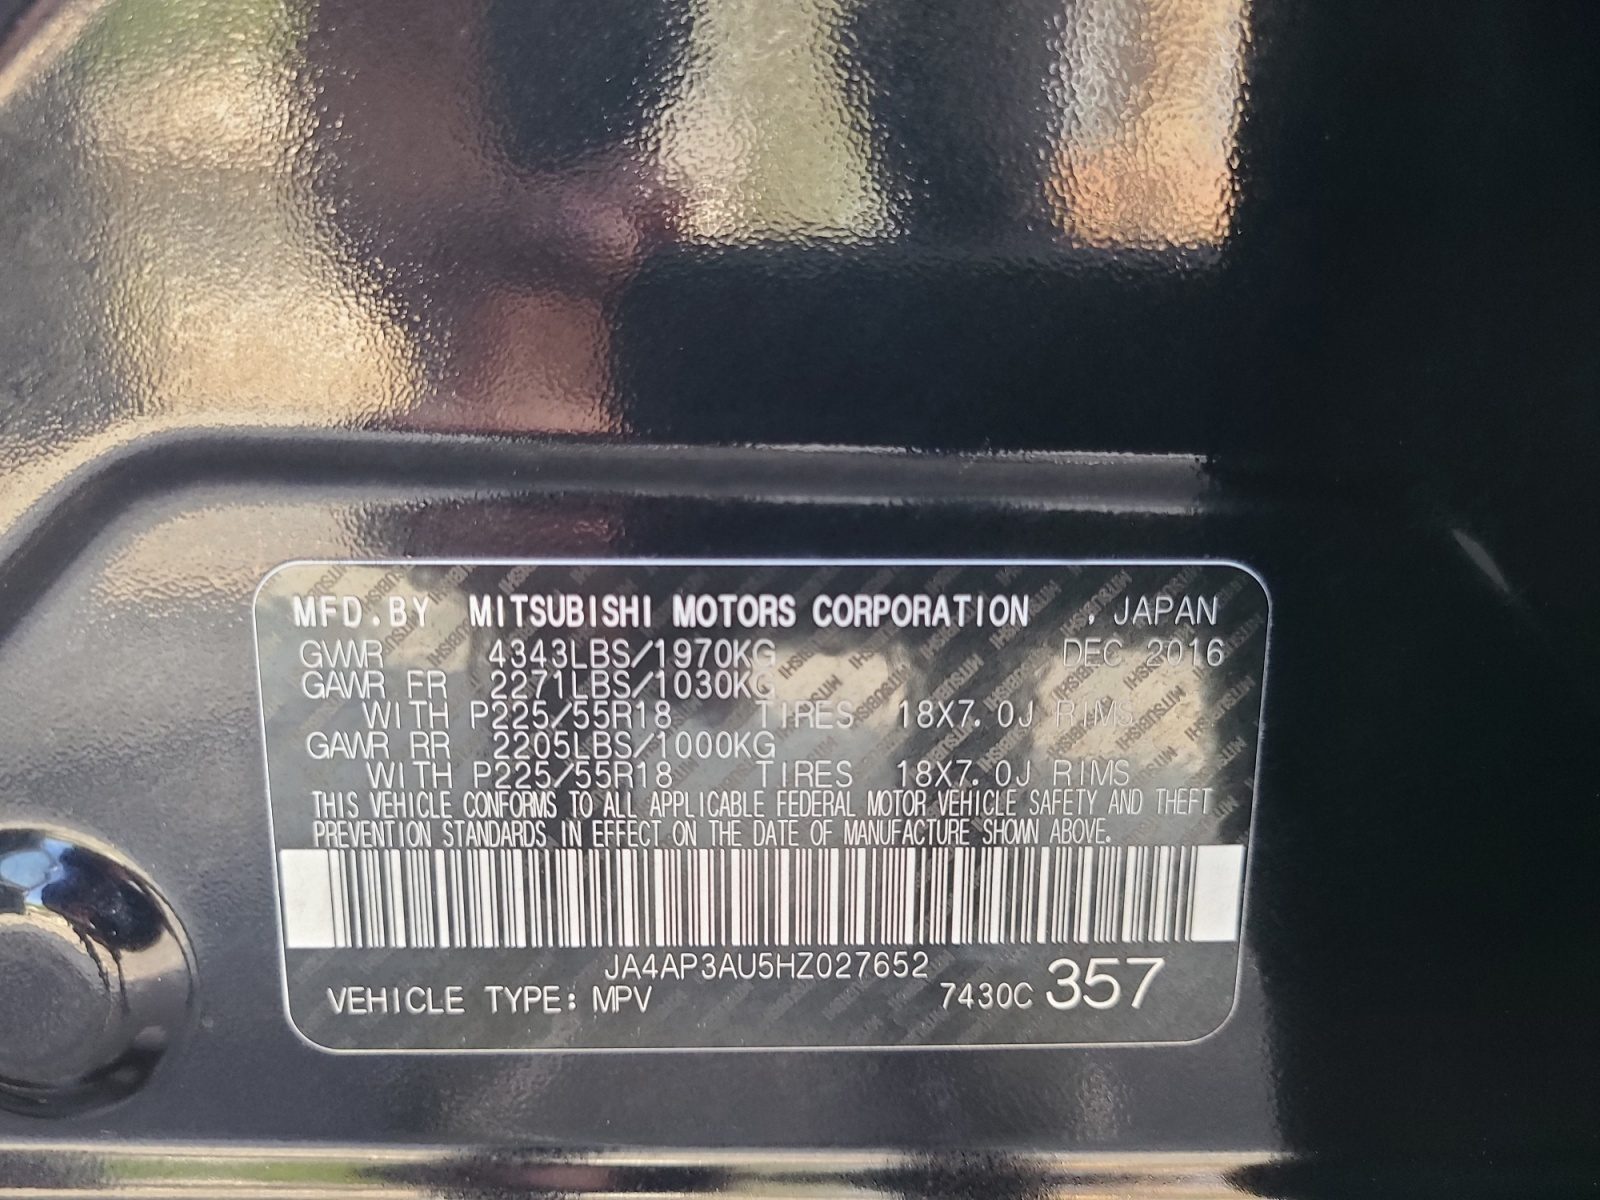 MFD.BY MITSUBISHI MOTORS CORPORATION , JAPAN
GVWR 4343LBS/1970KG DEC 2016
GAWR FR 2271LBS/1030KG
WITH P225/55R18 TIRES 18X7.0J RIMS
GAWR RR 2205LBS/1000KG
WITH P225/55R18 TIRES 18X7.0J RIMS
THIS VEHICLE CONFORMS TO ALL APPLICABLE FEDERAL MOTOR VEHICLE SAFETY AND THEFT
PREVENTION STANDARDS IN EFFECT ON THE DATE OF MANUFACTURE SHOWN ABOVE.
JA4AP3AU5HZ027652
VEHICLE TYPE: MPV 7430C 357